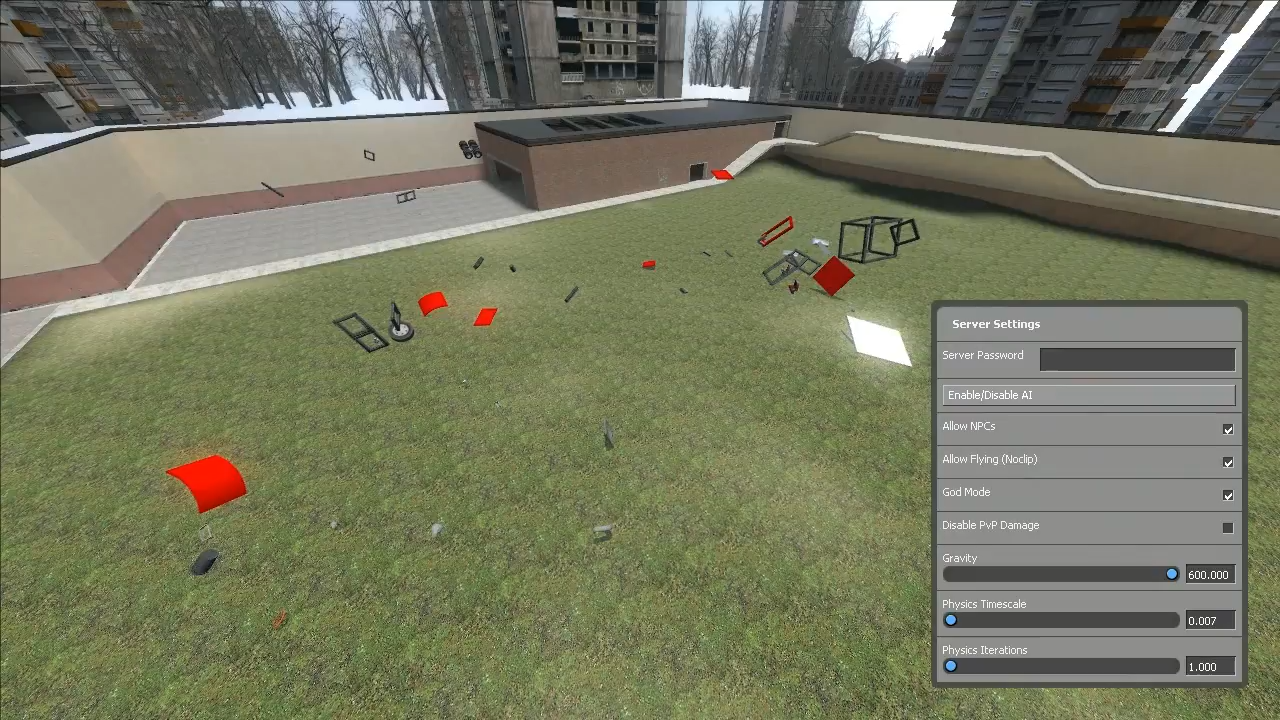 Server Settings
Server Password
Enable/Disable AI
Allow NPCs
Allow Flying (Noclip)
God Mode
Disable PvP Damage
Gravity
600.000
Physics Timescale
0.007
Physics Iterations
1.000